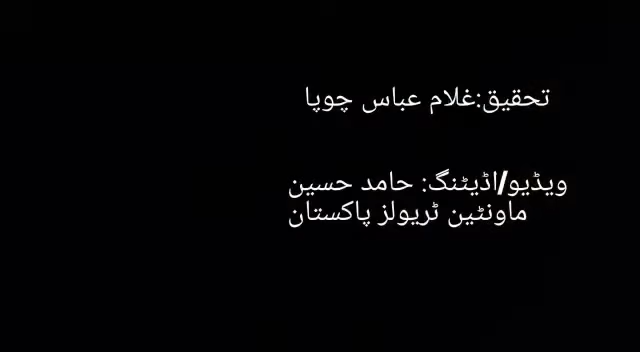 تحقیق:غلام عباس چوپا
ویڈیو/اڈیٹنگ: حامد حسین
ماونٹین ٹریولز پاکستان